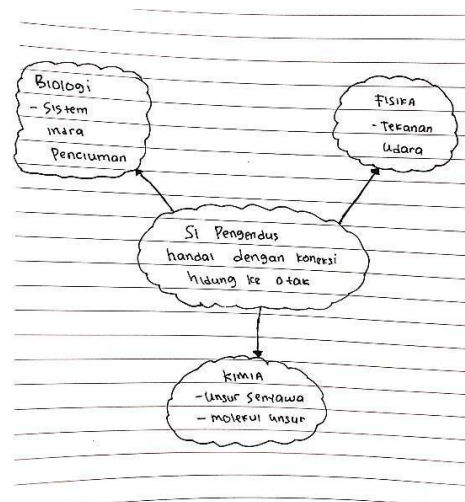 Biologi
- Sistem
indra
Penciuman
FISIKA
- Tekanan
Udara
SI Pengendus
handal dengan koneksi
hidung ke otak
KIMIA
- Unsur Senyawa
- molekul unsur